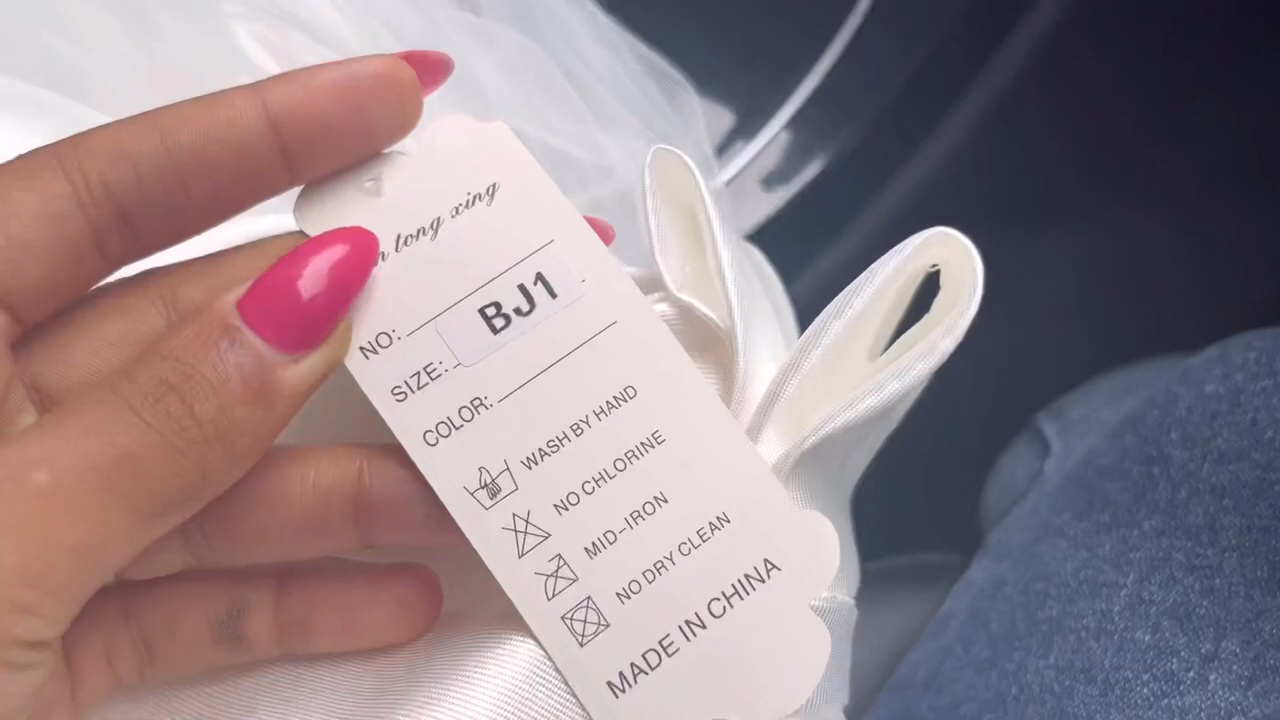 tong xing
NO:
BJ1
SIZE:
COLOR:
WASH BY HAND
NO CHLORINE
MID-IRON
NO DRY CLEAN
MADE IN CHINA